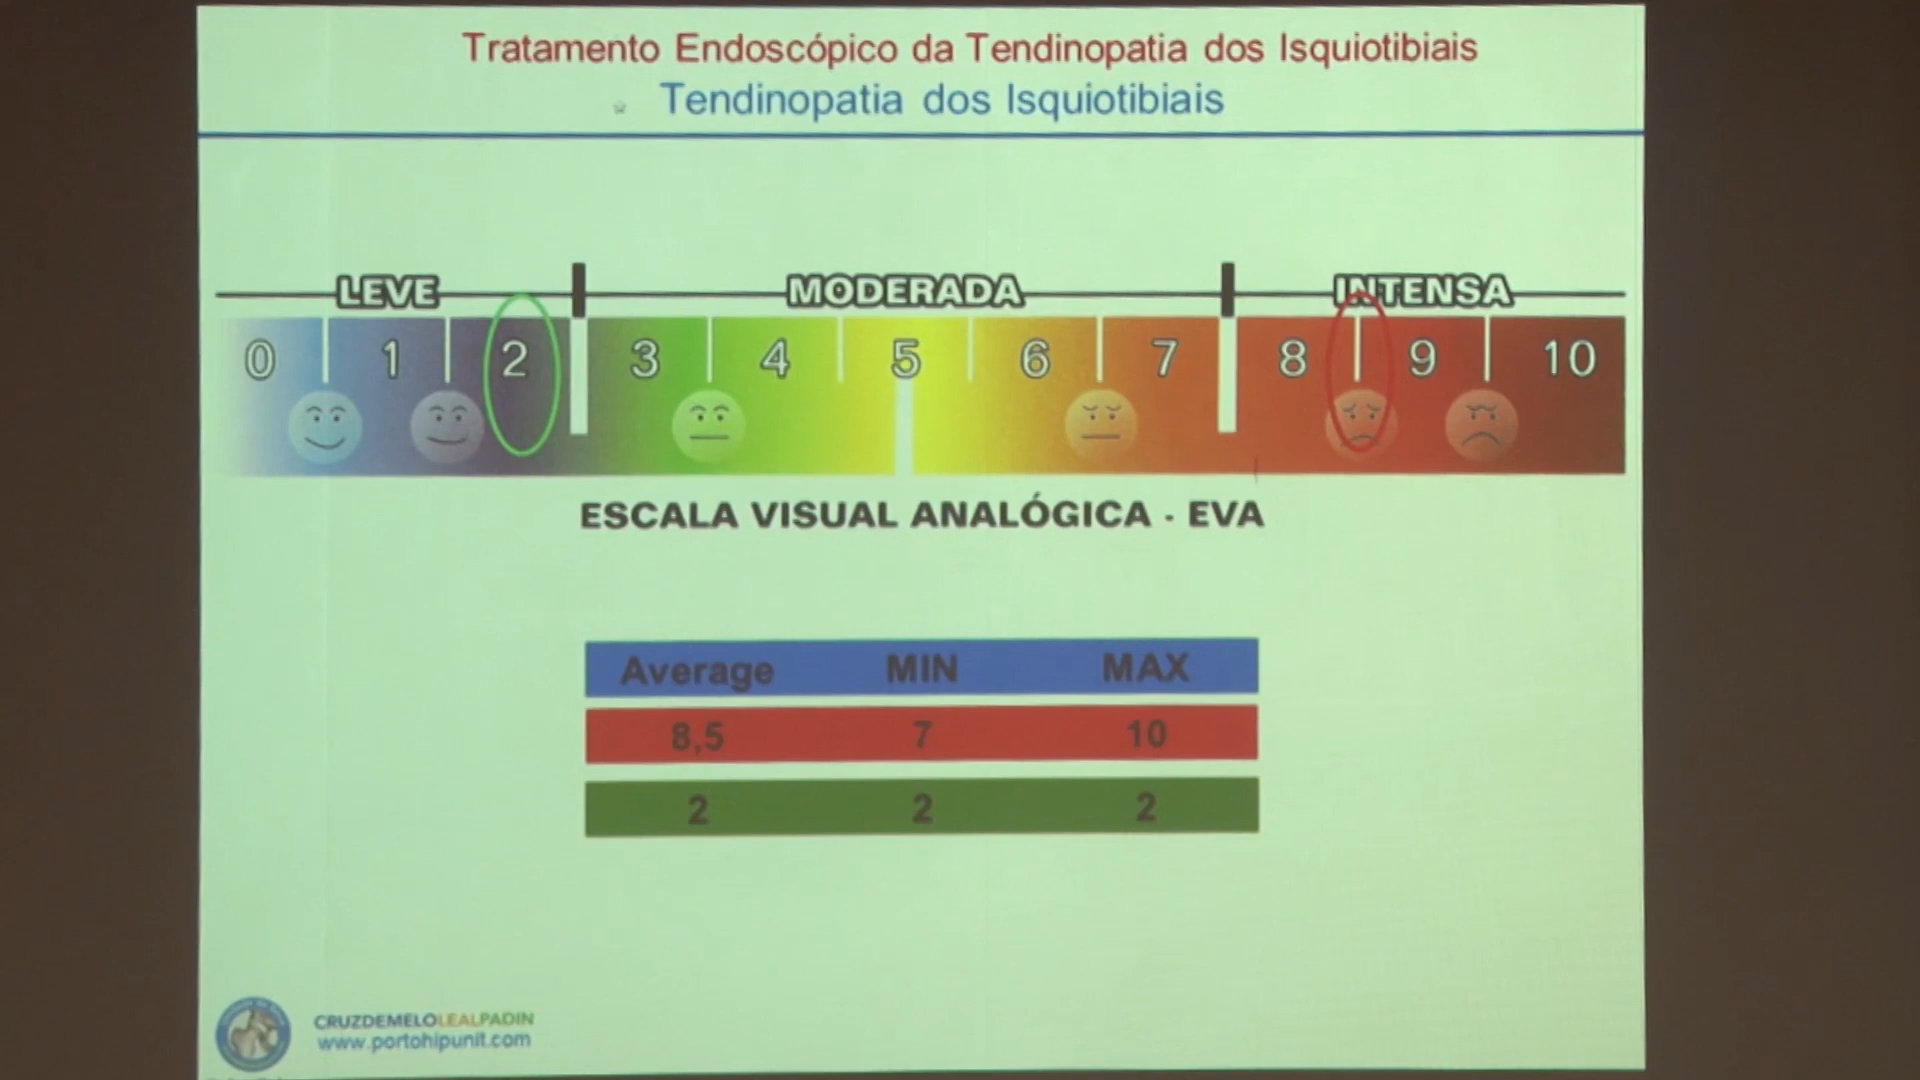 Tratamento Endoscópico da Tendinopatia dos Isquiotibiais
Tendinopatia dos Isquiotibiais
LEVE MODERADA INTENSA
0 1 2 3 4 5 6 7 8 9 10
ESCALA VISUAL ANALÓGICA - EVA
Average MIN MAX
8,5 7 10
2 2 2
CRUZDEMELOLEALPADIN
www.portohipunit.com